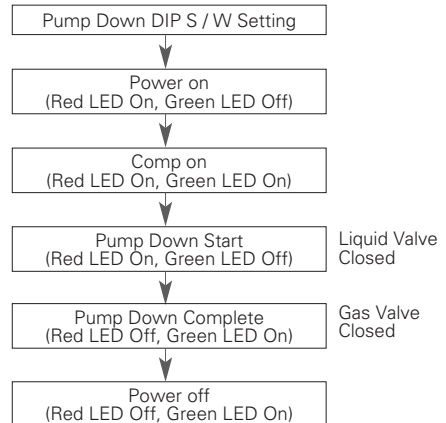 Pump Down DIP S / W Setting
Power on
(Red LED On, Green LED Off)
Comp on
(Red LED On, Green LED On)
Pump Down Start
(Red LED On, Green LED Off)
Liquid Valve
Closed
Pump Down Complete
(Red LED Off, Green LED On)
Gas Valve
Closed
Power off
(Red LED Off, Green LED On)